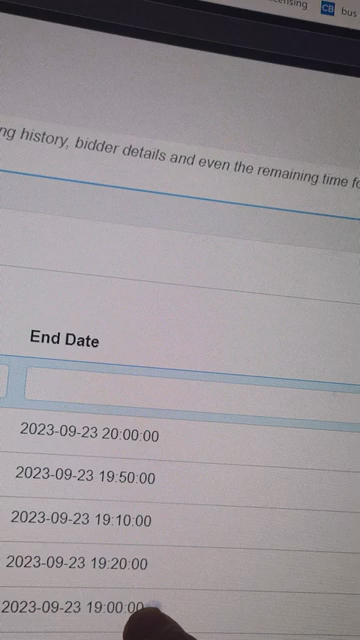 CB bus
ng history, bidder details and even the remaining time
End Date
2023-09-23 20:00:00
2023-09-23 19:50:00
2023-09-23 19:10:00
2023-09-23 19:20:00
2023-09-23 19:00:00